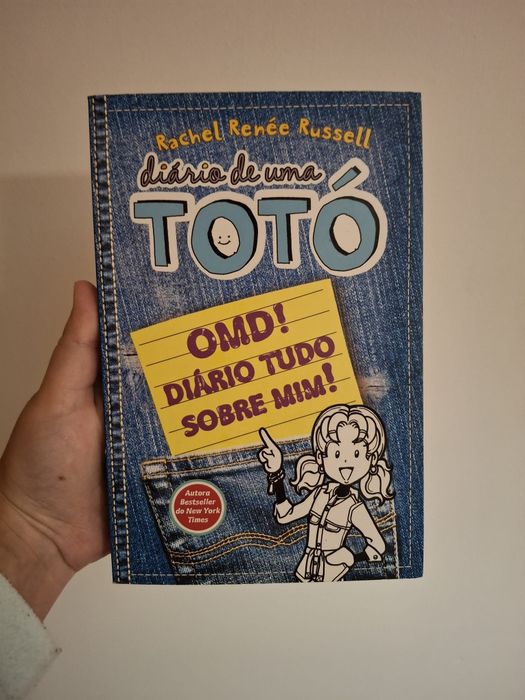 Rachel Renée Russell
diário de uma
TOTÓ
OMD!
DIÁRIO TUDO
SOBRE MIM!
Autora
Bestseller
do New York
Times